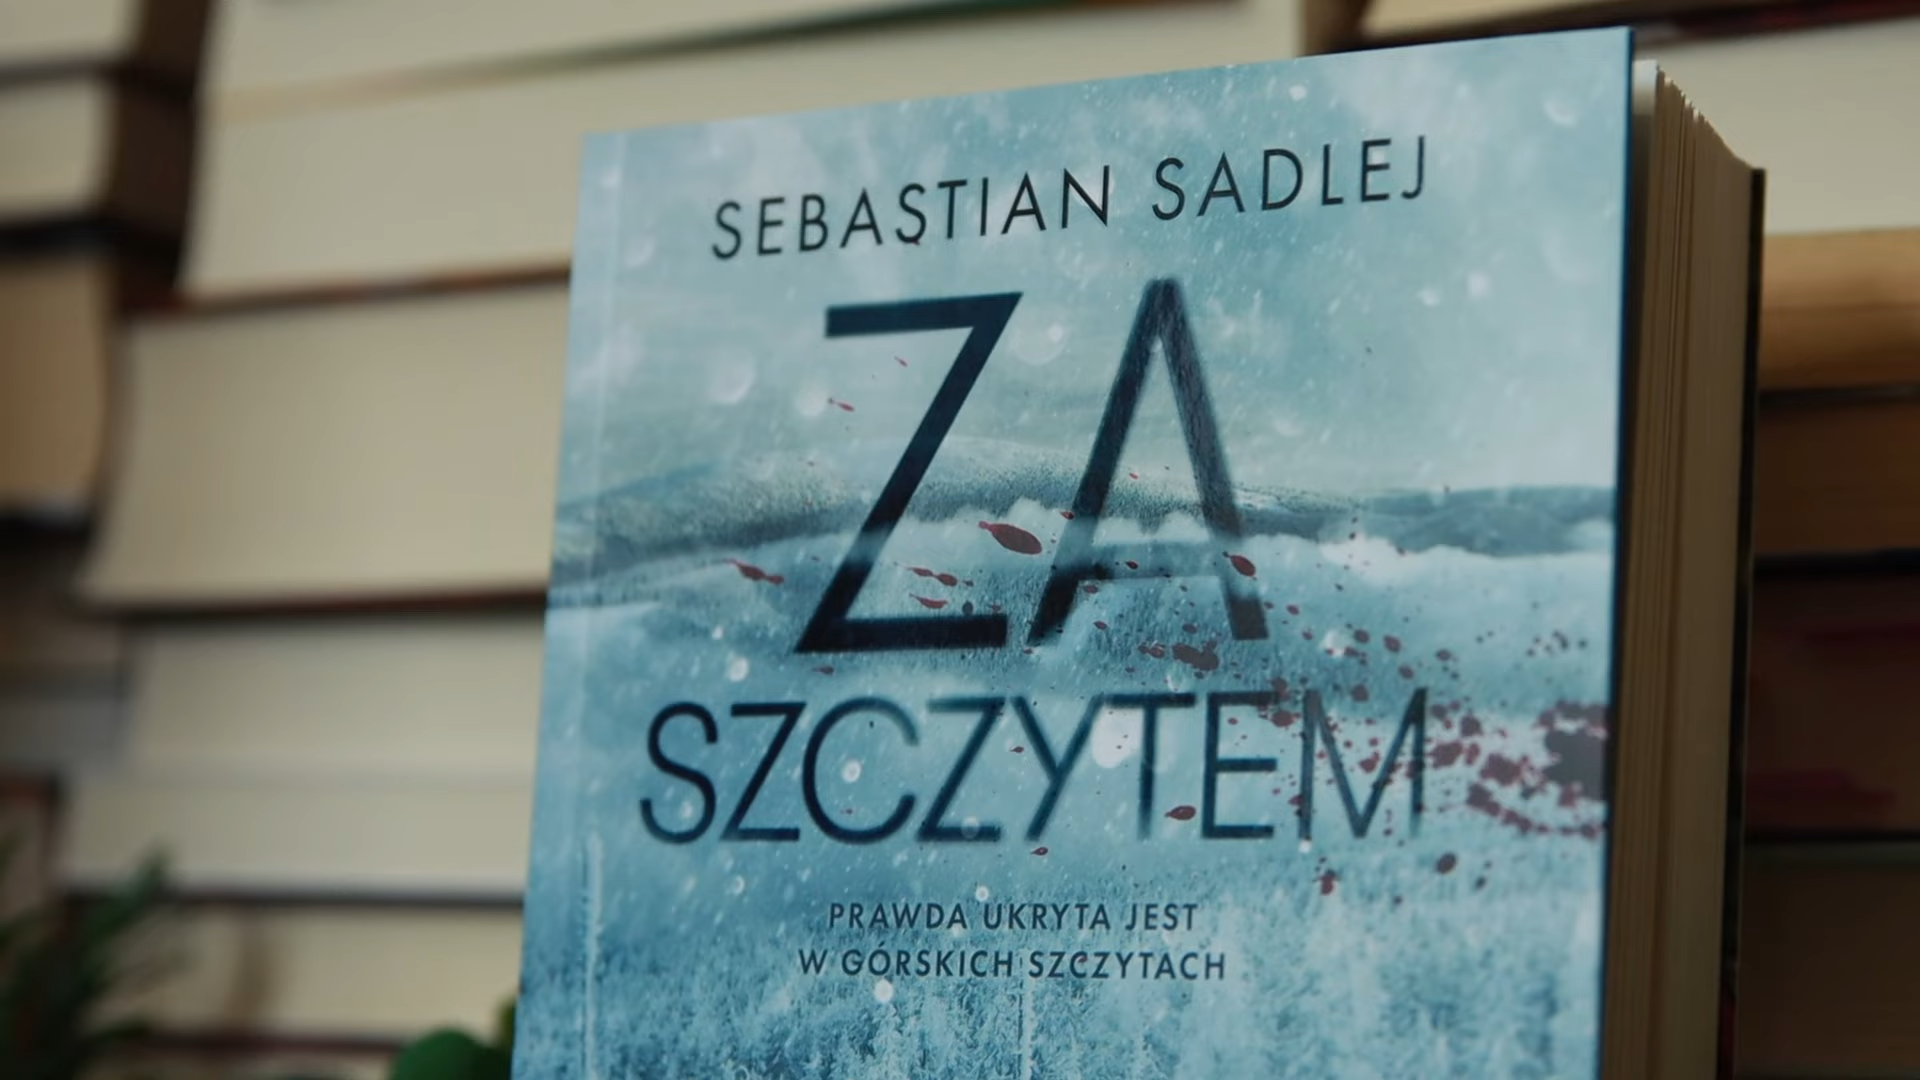 SEBASTIAN SADLEJ
ZA
SZCZYTEM
PRAWDA UKRYTA JEST
W GÓRSKICH SZCZYTACH